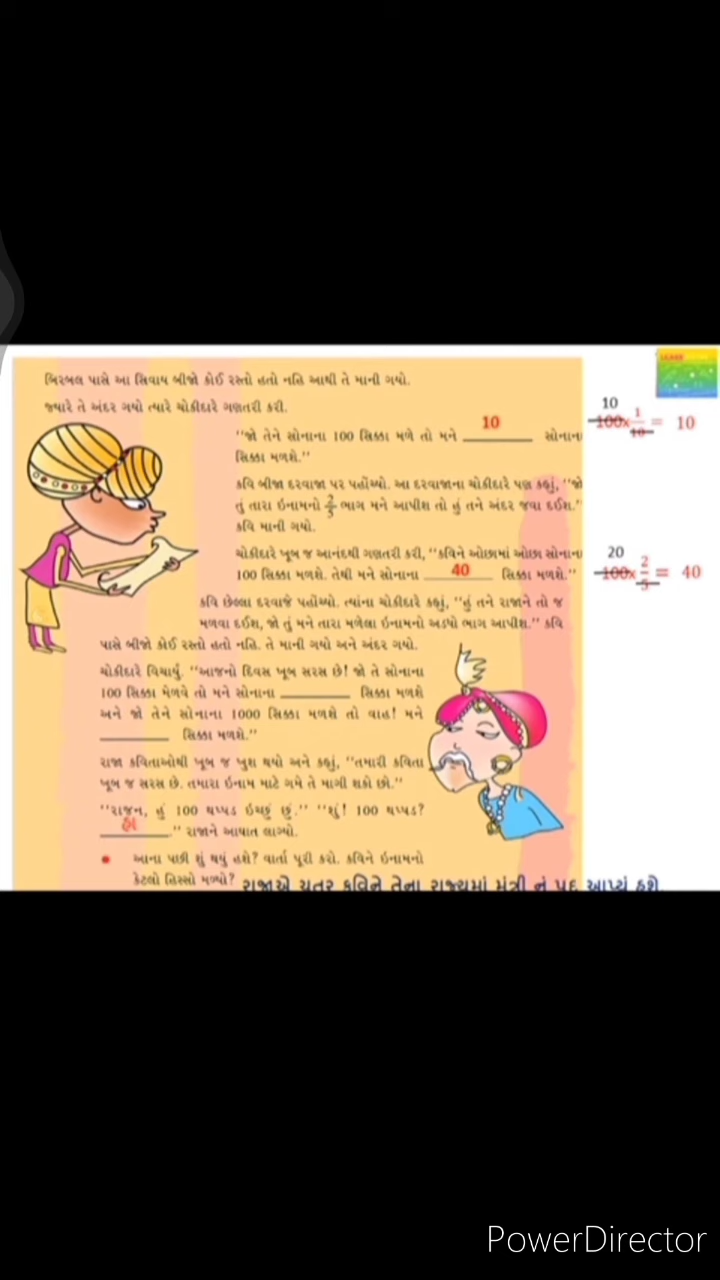 બિરબલ પાસે આ સિવાય બીજો કોઈ રસ્તો હતો નહિ આથી તે માની ગયો.
જ્યારે તે અંદર ગયો ત્યારે ચોકીદારે ગણતરી કરી.
"જો તેને સોનાના 100 સિક્કા મળે તો મને 10 સોનાના
સિક્કા મળશે."
10
100x 1/10 = 10
કવિ બીજા દરવાજા પર પહોંચ્યો. આ દરવાજાના ચોકીદારે પણ કહ્યું, "જો
તું તારા ઇનામનો 2/5 ભાગ મને આપીશ તો હું તને અંદર જવા દઈશ."
કવિ માની ગયો.
ચોકીદારે ખૂબ જ આનંદથી ગણતરી કરી, "કવિને ઓછામાં ઓછા સોનાના
100 સિક્કા મળશે. તેથી મને સોનાના 40 સિક્કા મળશે."
20
100x 2/5 = 40
કવિ છેલ્લા દરવાજે પહોંચ્યો. ત્યાંના ચોકીદારે કહ્યું, "હું તને રાજાને તો જ
મળવા દઈશ, જો તું મને તારા મળેલા ઇનામનો અડધો ભાગ આપીશ." કવિ
પાસે બીજો કોઈ રસ્તો હતો નહિ. તે માની ગયો અને અંદર ગયો.
ચોકીદારે વિચાર્યું, "આજનો દિવસ ખૂબ સરસ છે! જો તે સોનાના
100 સિક્કા મેળવે તો મને સોનાના ________ સિક્કા મળશે
અને જો તેને સોનાના 1000 સિક્કા મળશે તો વાહ! મને
________ સિક્કા મળશે."
રાજા કવિતાઓથી ખૂબ જ ખુશ થયો અને કહ્યું, "તમારી કવિતા
ખૂબ જ સરસ છે. તમારા ઇનામ માટે ગમે તે માગી શકો છો."
"રાજન, હું 100 થપ્પડ ઇચ્છું છું." "શું! 100 થપ્પડ?
હા" રાજાને આઘાત લાગ્યો.
• આના પછી શું થયું હશે? વાર્તા પૂરી કરો. કવિને ઇનામનો
કેટલો હિસ્સો મળ્યો? રાજાએ ચતુર કવિને તેના રાજ્યમાં મંત્રી નું પદ આપ્યું હશે.
PowerDirector